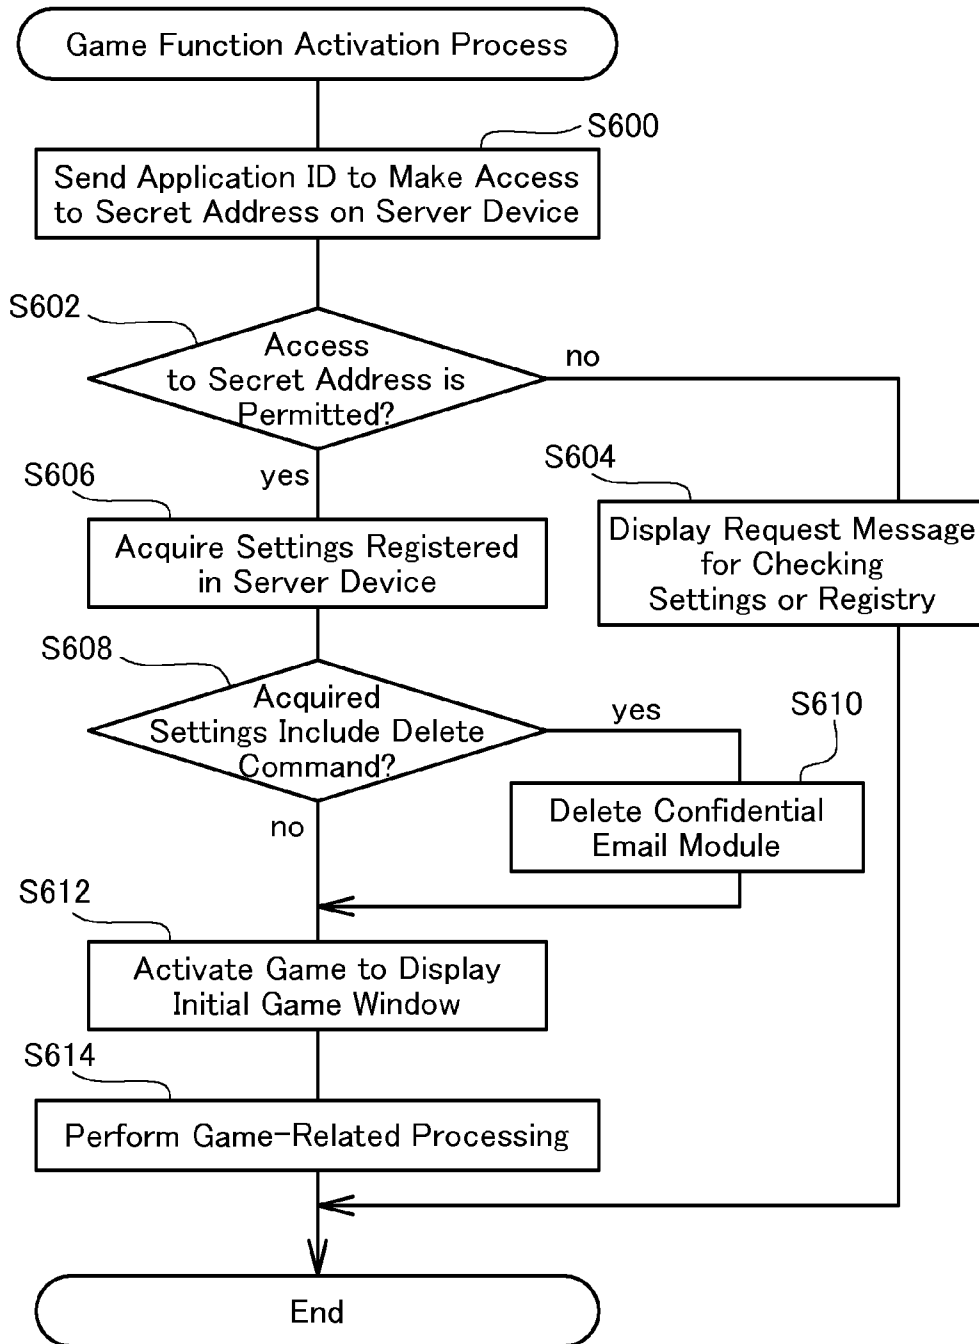 Game Function Activation Process
S600
Send Application ID to Make Access
to Secret Address on Server Device
S602
Access
to Secret Address is
Permitted?
no
yes
S604
Display Request Message
for Checking
Settings or Registry
S606
Acquire Settings Registered
in Server Device
S608
Acquired
Settings Include Delete
Command?
yes
no
S610
Delete Confidential
Email Module
S612
Activate Game to Display
Initial Game Window
S614
Perform Game-Related Processing
End